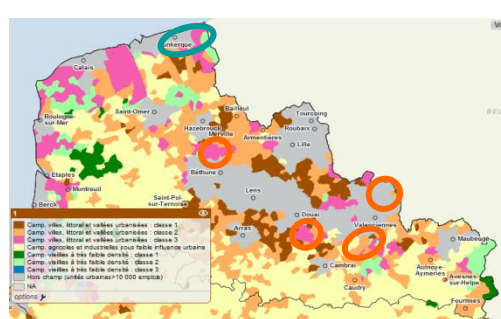 Vo
unkerque
Calais
BEL
Saint-Omer
Bailleul
Tourcoing
Boulogne-
sur-Mer
Hazebrouck
Merville
Armentières
Roubaix
Lille
Etaples
Montreuil
Béthune
Berck
Saint-Pol-
sur-Ternoise
Lens
Douai
Valenciennes
Arras
Maubeuge
Cambrai
Aulnoye-
Aymeries
Avesnes-
sur-Helpe
Caudry
Fourmies
1
Camp. villes, littoral et vallées urbanisées : classe 1
Camp. villes, littoral et vallées urbanisées : classe 2
Camp. villes, littoral et vallées urbanisées : classe 3
Camp. agricoles et industrielles sous faible influence urbaine
Camp. vieillies à très faible densité : classe 1
Camp. vieillies à très faible densité : classe 2
Camp. vieillies à très faible densité : classe 3
Hors champ (unités urbaines>10 000 emplois)
NA
options